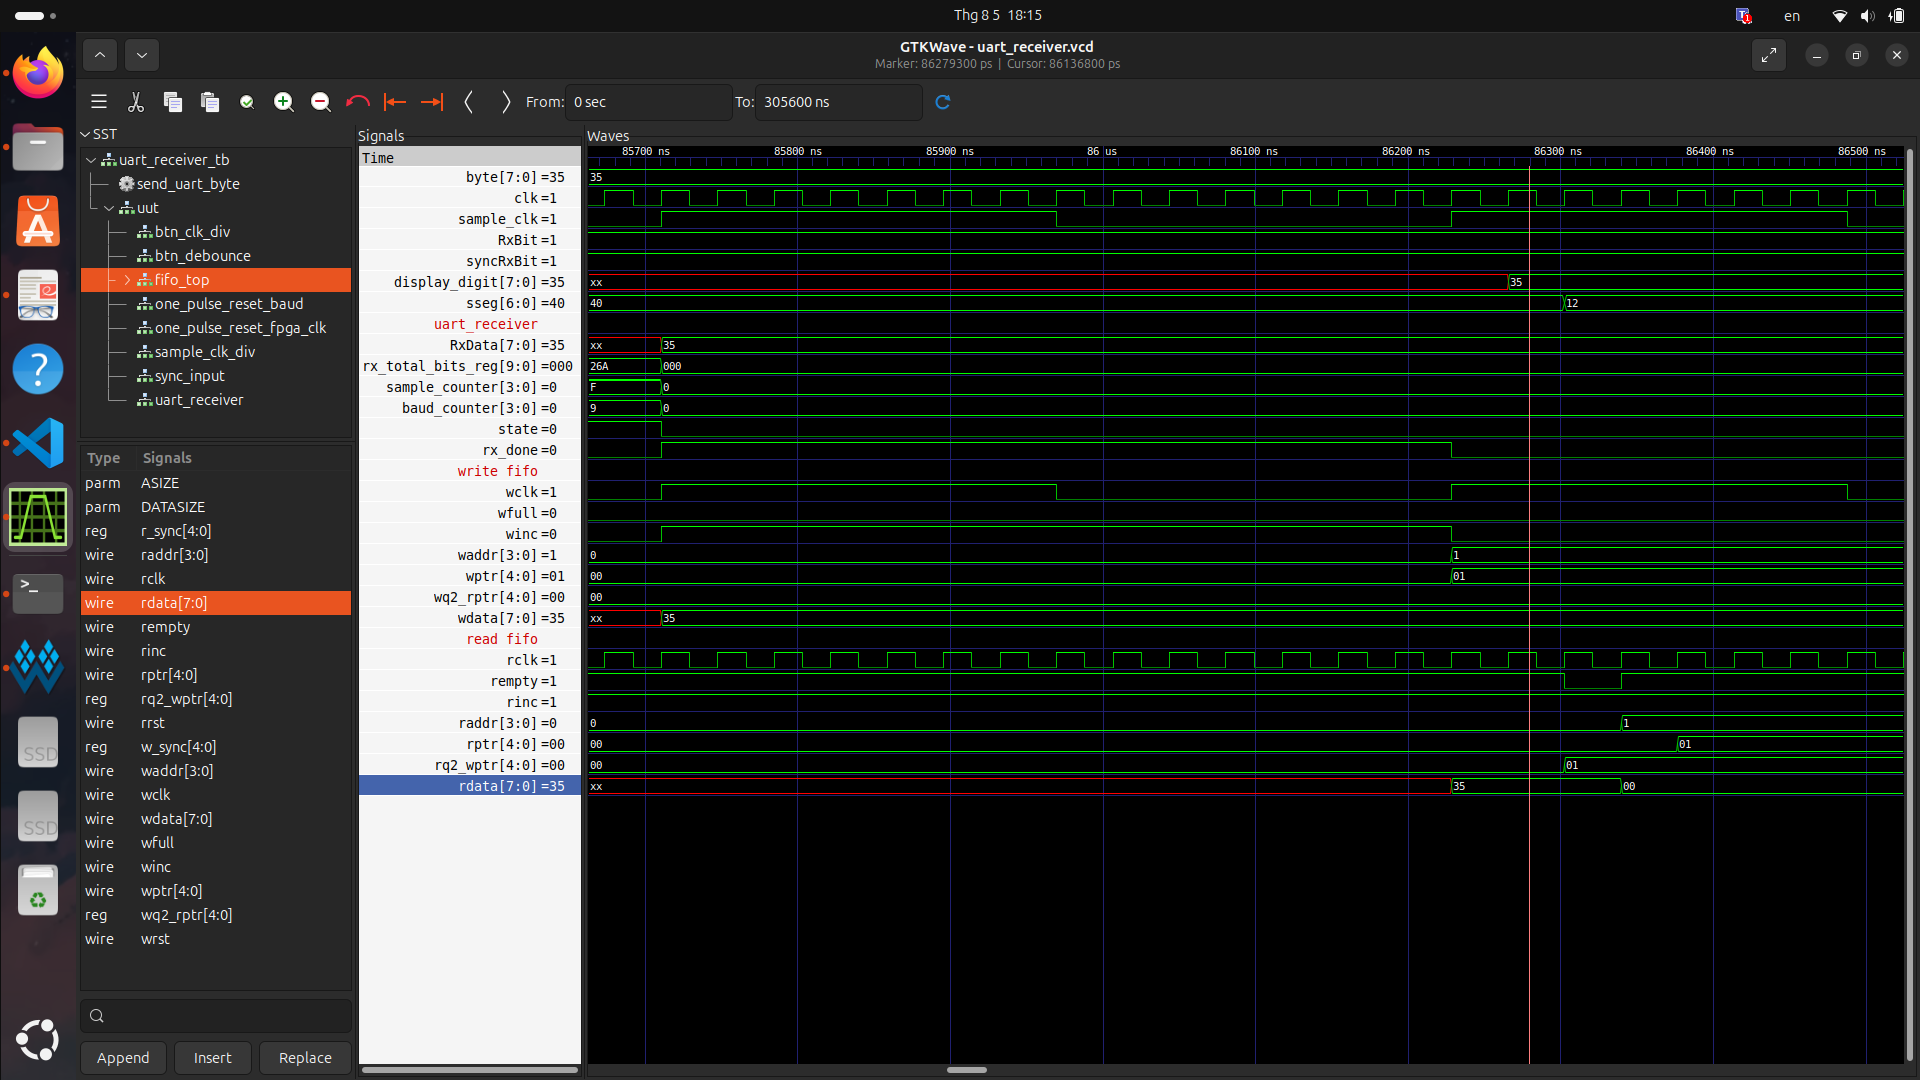 Thg 8 5 18:15
en
GTKWave - uart_receiver.vcd
Marker: 86279300 ps | Cursor: 86136800 ps
From: 0 sec To: 305600 ns
SST
uart_receiver_tb
send_uart_byte
uut
btn_clk_div
btn_debounce
fifo_top
one_pulse_reset_baud
one_pulse_reset_fpga_clk
sample_clk_div
sync_input
uart_receiver
Type Signals
parm ASIZE
parm DATASIZE
reg r_sync[4:0]
wire raddr[3:0]
wire rclk
wire rdata[7:0]
wire rempty
wire rinc
wire rptr[4:0]
reg rq2_wptr[4:0]
wire rrst
reg w_sync[4:0]
wire waddr[3:0]
wire wclk
wire wdata[7:0]
wire wfull
wire winc
wire wptr[4:0]
reg wq2_rptr[4:0]
wire wrst
Append Insert Replace
Signals
Time
byte[7:0] =35
clk =1
sample_clk =1
RxBit =1
syncRxBit =1
display_digit[7:0] =35
sseg[6:0] =40
uart_receiver
RxData[7:0] =35
rx_total_bits_reg[9:0] =000
sample_counter[3:0] =0
baud_counter[3:0] =0
state =0
rx_done =0
write fifo
wclk =1
wfull =0
winc =0
waddr[3:0] =1
wptr[4:0] =01
wq2_rptr[4:0] =00
wdata[7:0] =35
read fifo
rclk =1
rempty =1
rinc =1
raddr[3:0] =0
rptr[4:0] =00
rq2_wptr[4:0] =00
rdata[7:0] =35
Waves
85700 ns 85800 ns 85900 ns 86 us 86100 ns 86200 ns 86300 ns 86400 ns 86500 ns
35
xx 35
40 12
xx 35
26A 000
F 0
9 0
0 1
00 01
00
xx 35
0 1
00 01
00 01
xx 35 00
SSD
SSD